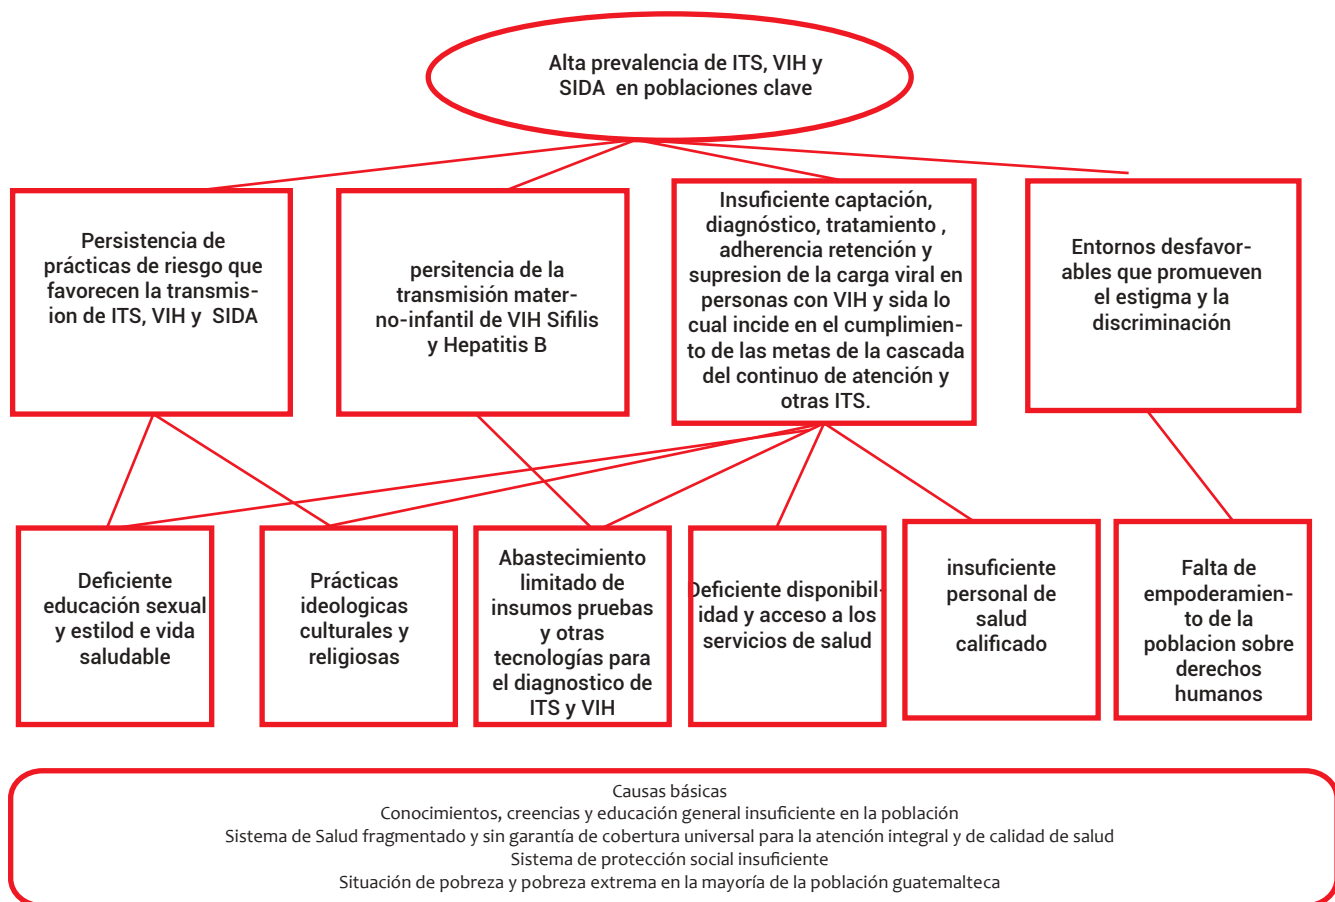 Alta prevalencia de ITS, VIH y
SIDA en poblaciones clave
Persistencia de
prácticas de riesgo que
favorecen la transmis-
ion de ITS, VIH y SIDA
persitencia de la
transmisión mater-
no-infantil de VIH Sifilis
y Hepatitis B
Insuficiente captación,
diagnóstico, tratamiento ,
adherencia retención y
supresion de la carga viral en
personas con VIH y sida lo
cual incide en el cumplimien-
to de las metas de la cascada
del continuo de atención y
otras ITS.
Entornos desfavor-
ables que promueven
el estigma y la
discriminación
Deficiente
educación sexual
y estilod e vida
saludable
Prácticas
ideologicas
culturales y
religiosas
Abastecimiento
limitado de
insumos pruebas
y otras
tecnologías para
el diagnostico de
ITS y VIH
Deficiente disponibil-
idad y acceso a los
servicios de salud
insuficiente
personal de
salud
calificado
Falta de
empoderamien-
to de la
poblacion sobre
derechos
humanos
Causas básicas
Conocimientos, creencias y educación general insuficiente en la población
Sistema de Salud fragmentado y sin garantía de cobertura universal para la atención integral y de calidad de salud
Sistema de protección social insuficiente
Situación de pobreza y pobreza extrema en la mayoría de la población guatemalteca